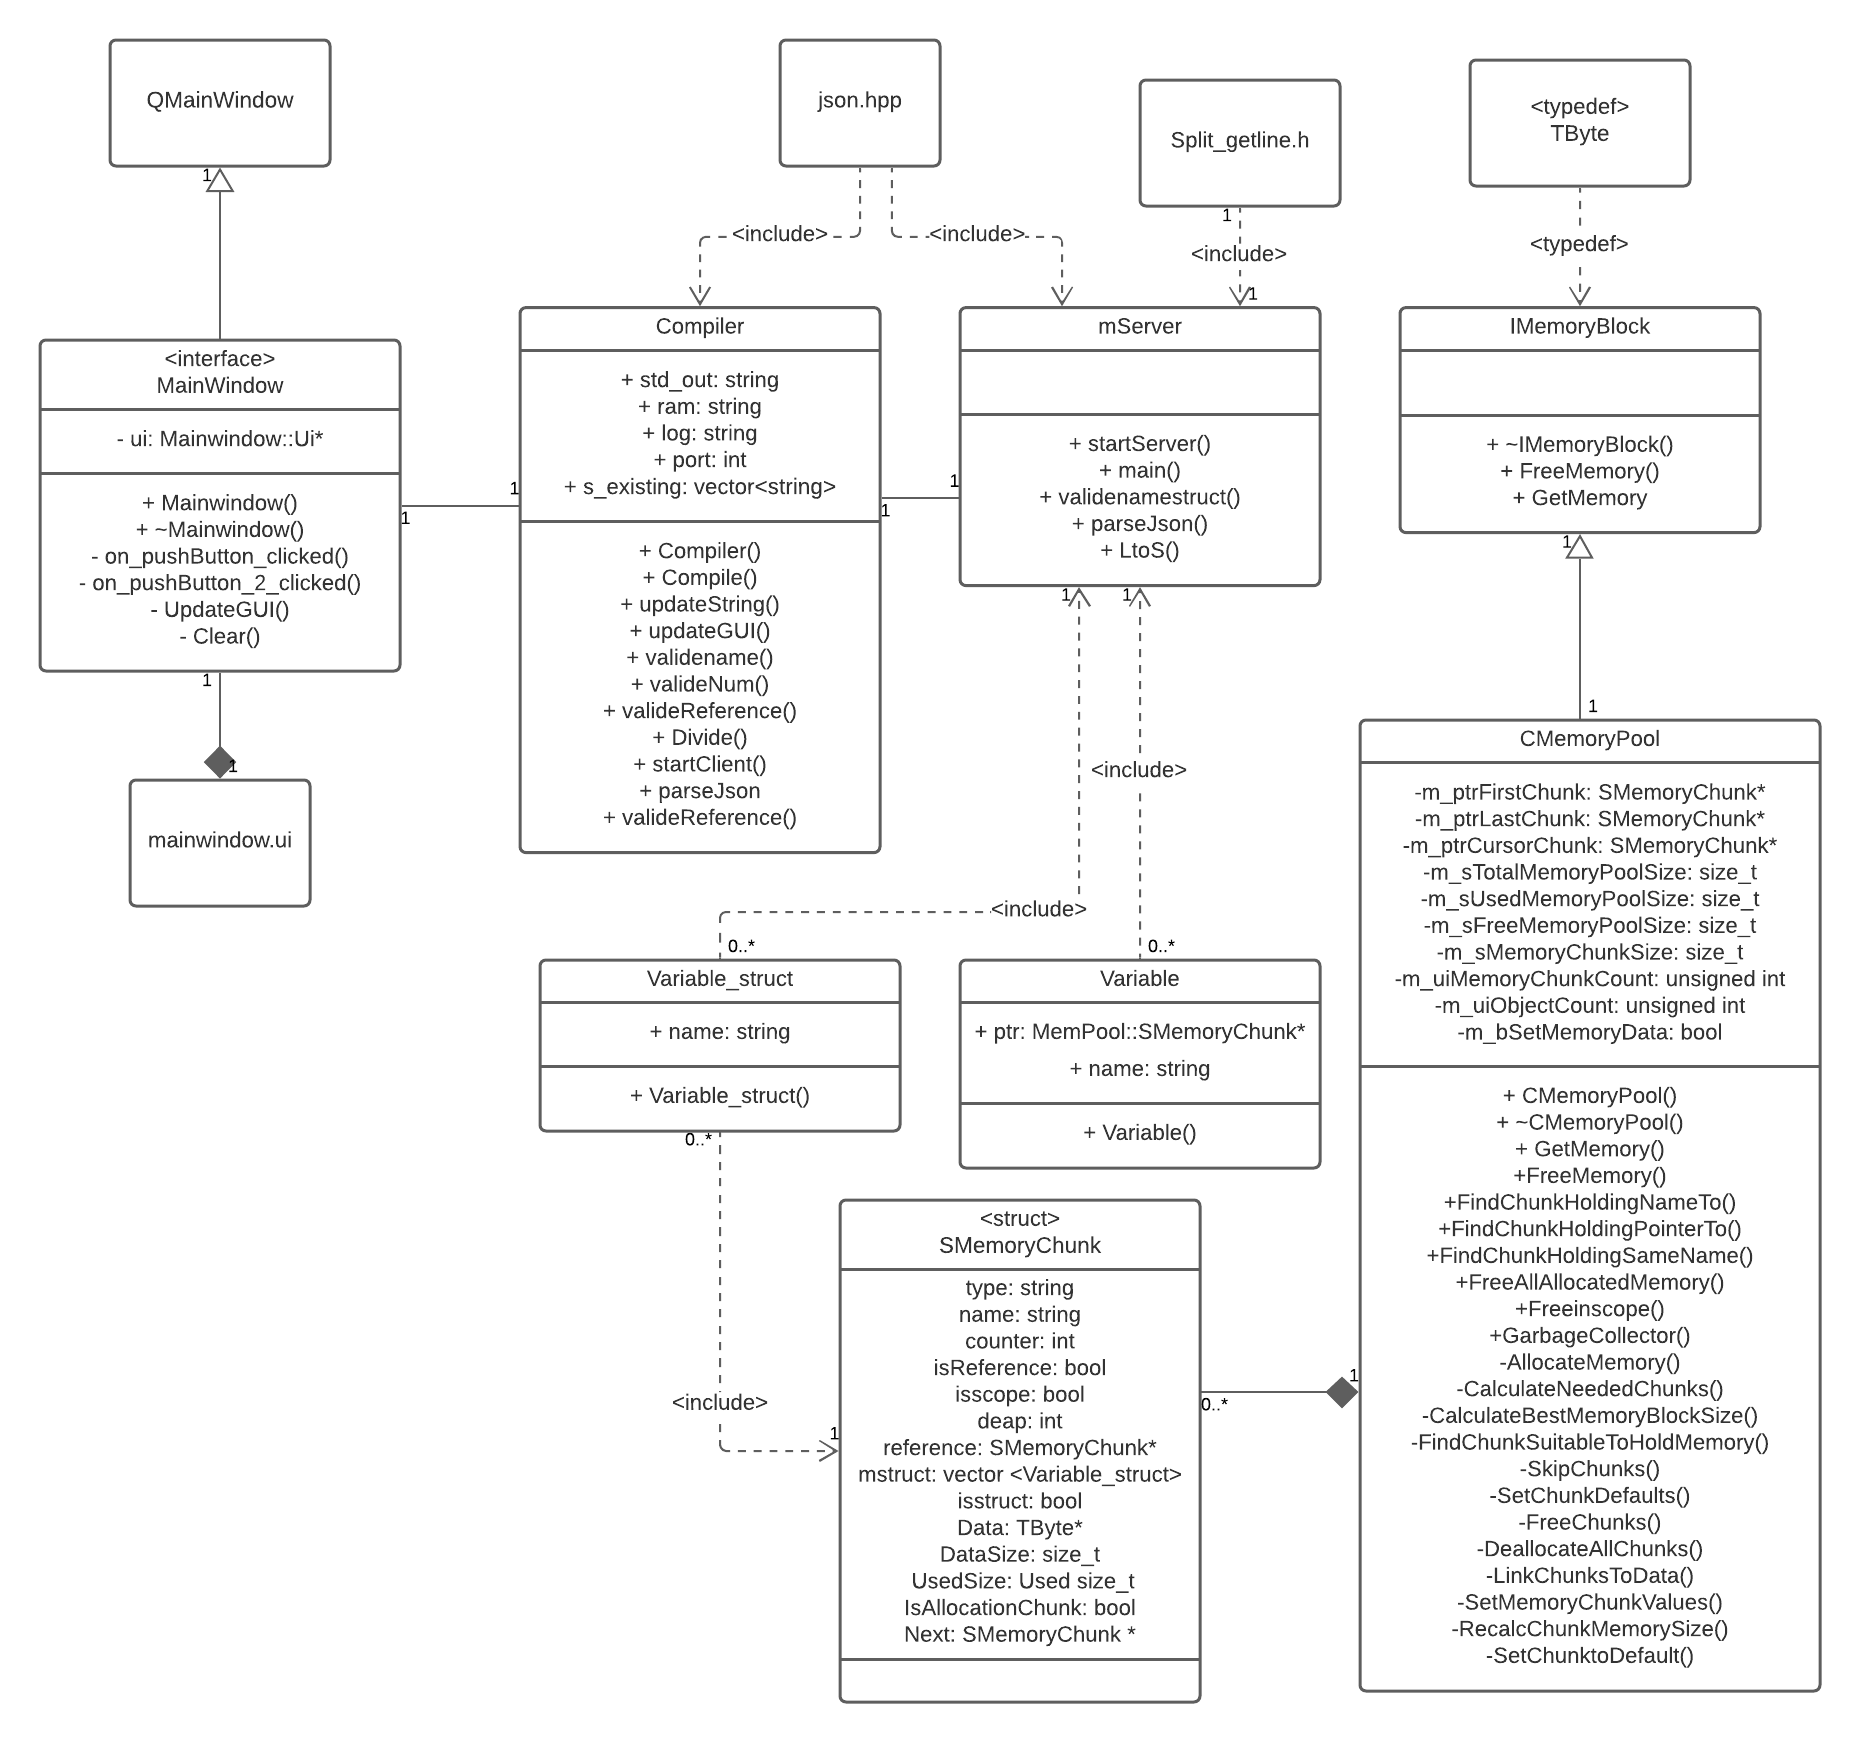 QMainWindow
json.hpp
Split_getline.h
<typedef>
TByte
1
1
<include>
<include>
<include>
1
<typedef>
<interface>
MainWindow
- ui: Mainwindow::Ui*
+ Mainwindow()
+ ~Mainwindow()
- on_pushButton_clicked()
- on_pushButton_2_clicked()
- UpdateGUI()
- Clear()
1
1
1
1
mainwindow.ui
Compiler
+ std_out: string
+ ram: string
+ log: string
+ port: int
+ s_existing: vector<string>
+ Compiler()
+ Compile()
+ updateString()
+ updateGUI()
+ validename()
+ valideNum()
+ valideReference()
+ Divide()
+ startClient()
+ parseJson
+ valideReference()
1
1
mServer
+ startServer()
+ main()
+ validenamestruct()
+ parseJson()
+ LtoS()
1
1
<include>
<include>
0..*
0..*
IMemoryBlock
+ ~IMemoryBlock()
+ FreeMemory()
+ GetMemory
1
1
Variable_struct
+ name: string
+ Variable_struct()
0..*
<include>
1
Variable
+ ptr: MemPool::SMemoryChunk*
+ name: string
+ Variable()
<struct>
SMemoryChunk
type: string
name: string
counter: int
isReference: bool
isscope: bool
deap: int
reference: SMemoryChunk*
mstruct: vector <Variable_struct>
isstruct: bool
Data: TByte*
DataSize: size_t
UsedSize: Used size_t
IsAllocationChunk: bool
Next: SMemoryChunk *
0..*
1
CMemoryPool
-m_ptrFirstChunk: SMemoryChunk*
-m_ptrLastChunk: SMemoryChunk*
-m_ptrCursorChunk: SMemoryChunk*
-m_sTotalMemoryPoolSize: size_t
-m_sUsedMemoryPoolSize: size_t
-m_sFreeMemoryPoolSize: size_t
-m_sMemoryChunkSize: size_t
-m_uiMemoryChunkCount: unsigned int
-m_uiObjectCount: unsigned int
-m_bSetMemoryData: bool
+ CMemoryPool()
+ ~CMemoryPool()
+ GetMemory()
+FreeMemory()
+FindChunkHoldingNameTo()
+FindChunkHoldingPointerTo()
+FindChunkHoldingSameName()
+FreeAllAllocatedMemory()
+Freeinscope()
+GarbageCollector()
-AllocateMemory()
-CalculateNeededChunks()
-CalculateBestMemoryBlockSize()
-FindChunkSuitableToHoldMemory()
-SkipChunks()
-SetChunkDefaults()
-FreeChunks()
-DeallocateAllChunks()
-LinkChunksToData()
-SetMemoryChunkValues()
-RecalcChunkMemorySize()
-SetChunktoDefault()